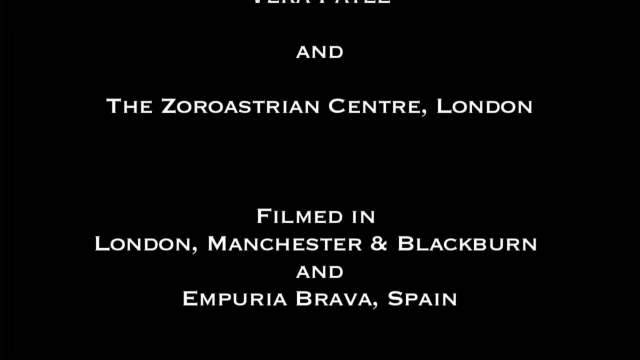 AND
THE ZOROASTRIAN CENTRE, LONDON
FILMED IN
LONDON, MANCHESTER & BLACKBURN
AND
EMPURIA BRAVA, SPAIN